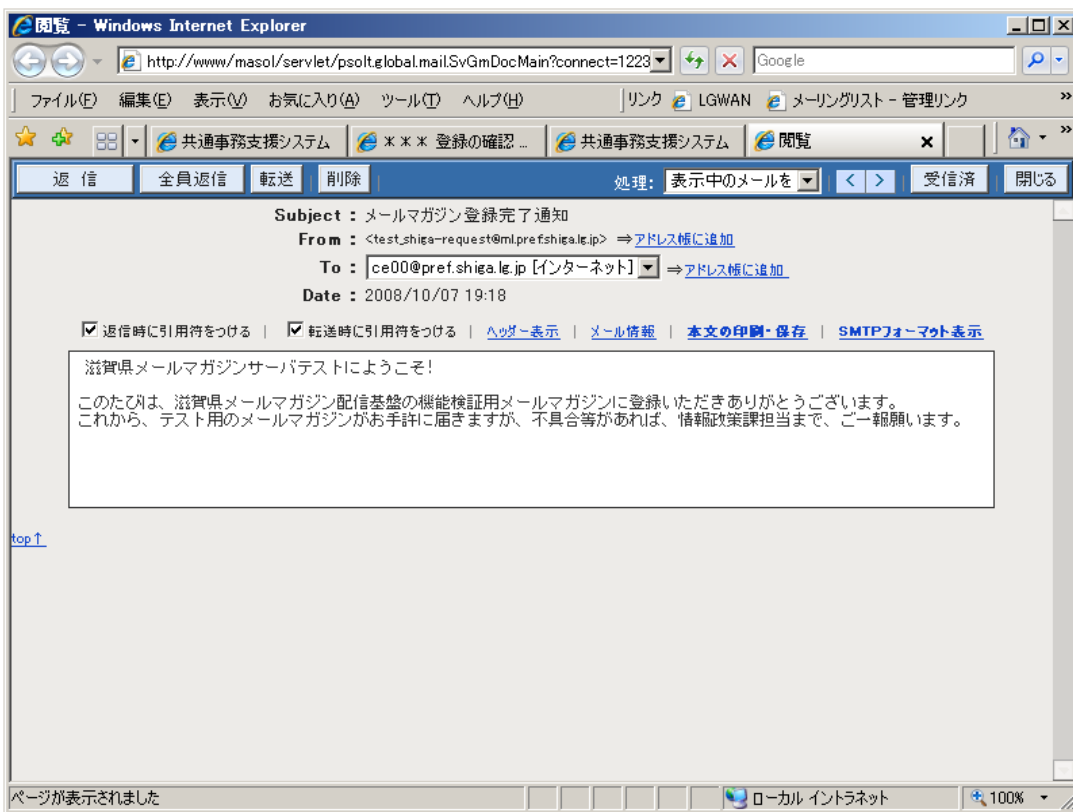 閲覧 - Windows Internet Explorer
http://www/masol/servlet/psolt.global.mail.SvGmDocMain?connect=1223
Google
ファイル(F) 編集(E) 表示(V) お気に入り(A) ツール(T) ヘルプ(H) リンク LGWAN メーリングリスト - 管理リンク »
共通事務支援システム ＊＊＊ 登録の確認 ... 共通事務支援システム 閲覧 »
返 信 全員返信 転送 | 削除 | 処理: 表示中のメールを | < > | 受信済 | 閉じる
Subject : メールマガジン登録完了通知
From : <test_shiga-request@ml.pref.shiga.lg.jp> ⇒アドレス帳に追加
To : ce00@pref.shiga.lg.jp [インターネット] ⇒アドレス帳に追加
Date : 2008/10/07 19:18
返信時に引用符をつける | 転送時に引用符をつける | ヘッダー表示 | メール情報 | 本文の印刷・保存 | SMTPフォーマット表示
滋賀県メールマガジンサーバテストにようこそ!
このたびは、滋賀県メールマガジン配信基盤の機能検証用メールマガジンに登録いただきありがとうございます。
これから、テスト用のメールマガジンがお手許に届きますが、不具合等があれば、情報政策課担当まで、ご一報願います。
top↑
ページが表示されました ローカル イントラネット 100%